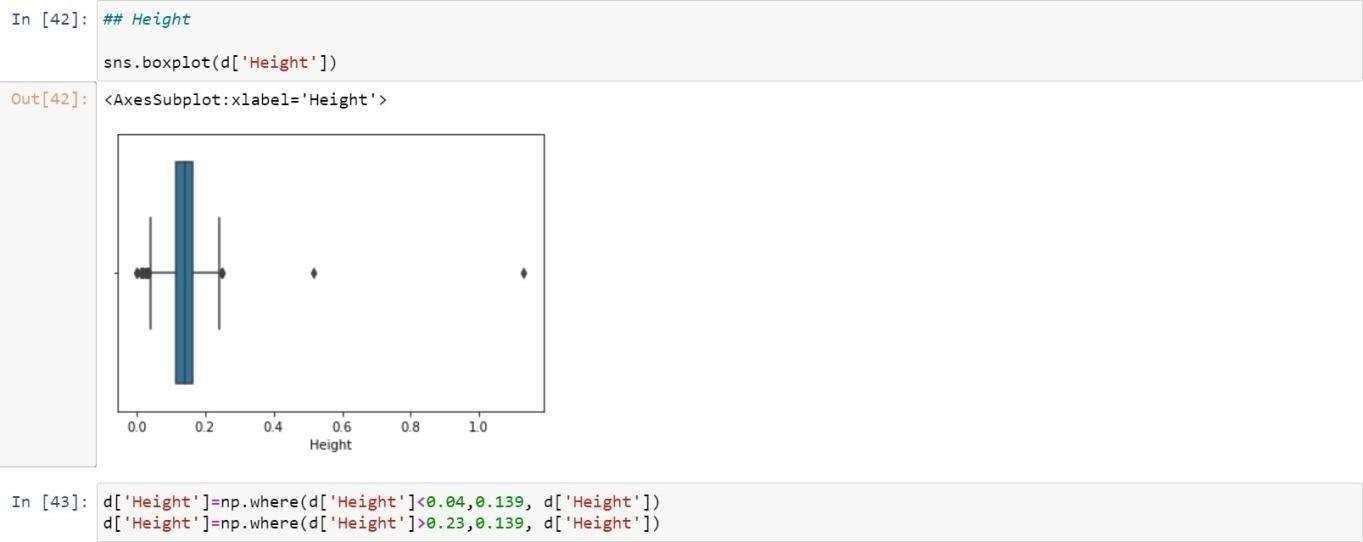 In [42]: ## Height
sns.boxplot(d['Height'])
Out[42]: <AxesSubplot:xlabel='Height'>
0.0 0.2 0.4 0.6 0.8 1.0
Height
In [43]: d['Height']=np.where(d['Height']<0.04,0.139, d['Height'])
d['Height']=np.where(d['Height']>0.23,0.139, d['Height'])